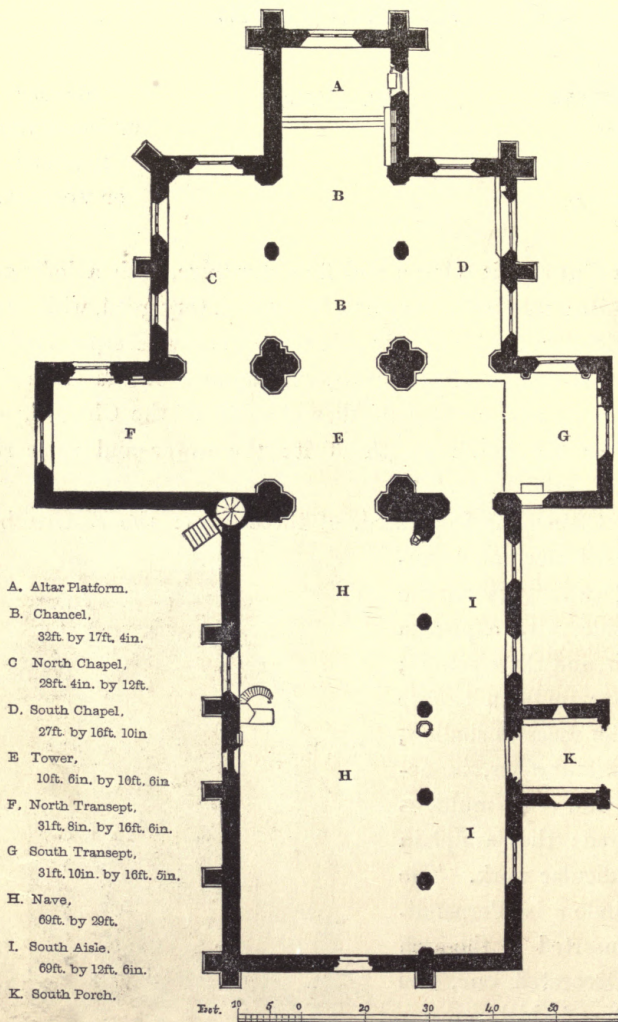 A
B
C
D
B
F
E
G
H
I
K
H
I
A. Altar Platform.
B. Chancel,
32ft. by 17ft. 4in.
C North Chapel,
28ft. 4in. by 12ft.
D. South Chapel,
27ft. by 16ft. 10in
E Tower,
10ft. 6in. by 10ft. 6in
F, North Transept,
31ft. 8in. by 16ft. 6in.
G South Transept,
31ft. 10in. by 16ft. 5in.
H. Nave,
69ft. by 29ft.
I. South Aisle,
69ft. by 12ft. 6in.
K. South Porch.
Feet. 10 5 0 20 30 40 50